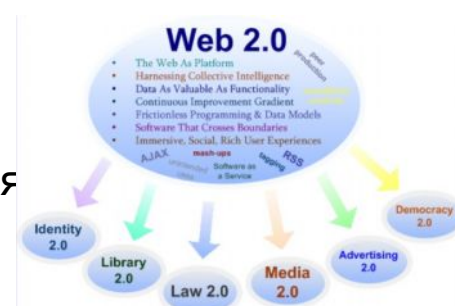 Web 2.0
peer
production
The Web As Platform
Harnessing Collective Intelligence
Data As Valuable As Functionality
Continuous Improvement Gradient
Frictionless Programming & Data Models
Software That Crosses Boundaries
Immersive, Social, Rich User Experiences
AJAX
mash-ups
tagging
RSS
Software as
a Service
я
Identity
2.0
Library
2.0
Law 2.0
Media
2.0
Advertising
2.0
Democracy
2.0